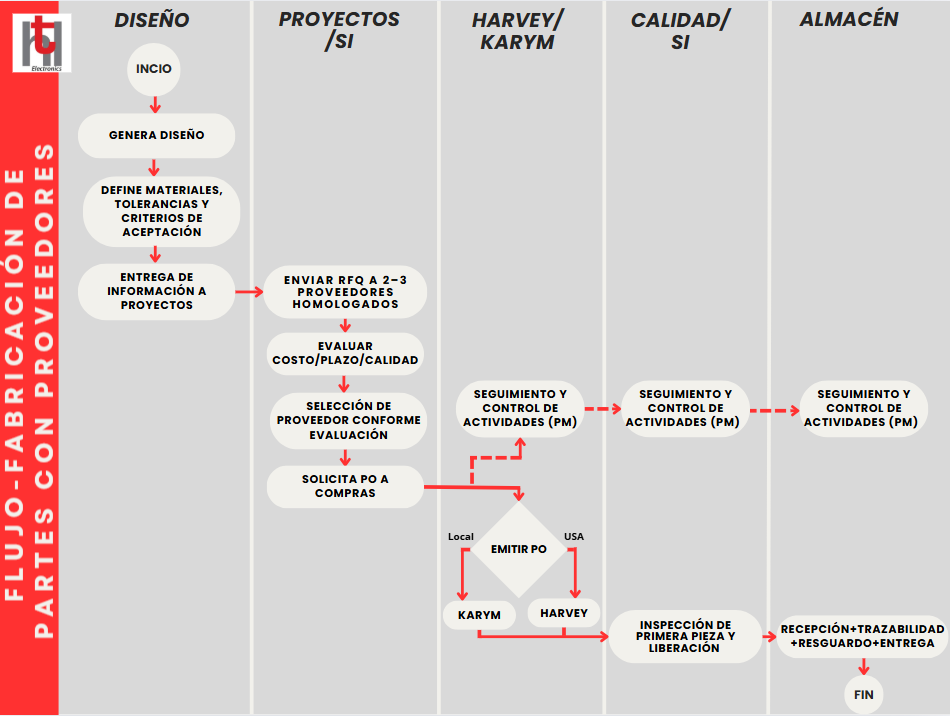 FLUJO-FABRICACIÓN DE
PARTES CON PROVEEDORES
Electronics
DISEÑO
PROYECTOS
/SI
HARVEY/
KARYM
CALIDAD/
SI
ALMACÉN
INCIO
GENERA DISEÑO
DEFINE MATERIALES,
TOLERANCIAS Y
CRITERIOS DE
ACEPTACIÓN
ENTREGA DE
INFORMACIÓN A
PROYECTOS
ENVIAR RFQ A 2–3
PROVEEDORES
HOMOLOGADOS
EVALUAR
COSTO/PLAZO/CALIDAD
SELECCIÓN DE
PROVEEDOR CONFORME
EVALUACIÓN
SOLICITA PO A
COMPRAS
SEGUIMIENTO Y
CONTROL DE
ACTIVIDADES (PM)
SEGUIMIENTO Y
CONTROL DE
ACTIVIDADES (PM)
SEGUIMIENTO Y
CONTROL DE
ACTIVIDADES (PM)
Local
USA
EMITIR PO
KARYM
HARVEY
INSPECCIÓN DE
PRIMERA PIEZA Y
LIBERACIÓN
RECEPCIÓN+TRAZABILIDAD
+RESGUARDO+ENTREGA
FIN